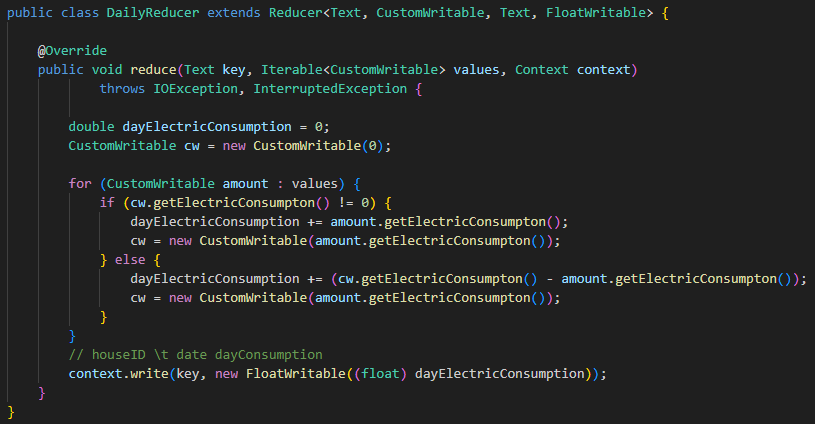 public class DailyReducer extends Reducer<Text, CustomWritable, Text, FloatWritable> {
@Override
public void reduce(Text key, Iterable<CustomWritable> values, Context context)
throws IOException, InterruptedException {
double dayElectricConsumption = 0;
CustomWritable cw = new CustomWritable(0);
for (CustomWritable amount : values) {
if (cw.getElectricConsumpton() != 0) {
dayElectricConsumption += amount.getElectricConsumpton();
cw = new CustomWritable(amount.getElectricConsumpton());
} else {
dayElectricConsumption += (cw.getElectricConsumpton() - amount.getElectricConsumpton());
cw = new CustomWritable(amount.getElectricConsumpton());
}
}
// houseID \t date dayConsumption
context.write(key, new FloatWritable((float) dayElectricConsumption));
}
}